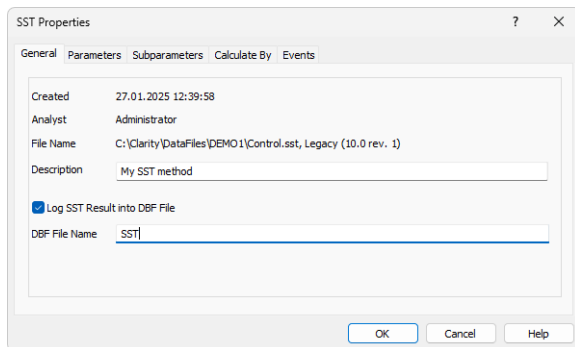 SST Properties ? ×
General Parameters Subparameters Calculate By Events
Created 27.01.2025 12:39:58
Analyst Administrator
File Name C:\Clarity\DataFiles\DEMO1\Control.sst, Legacy (10.0 rev. 1)
Description My SST method
Log SST Result into DBF File
DBF File Name SST
OK Cancel Help